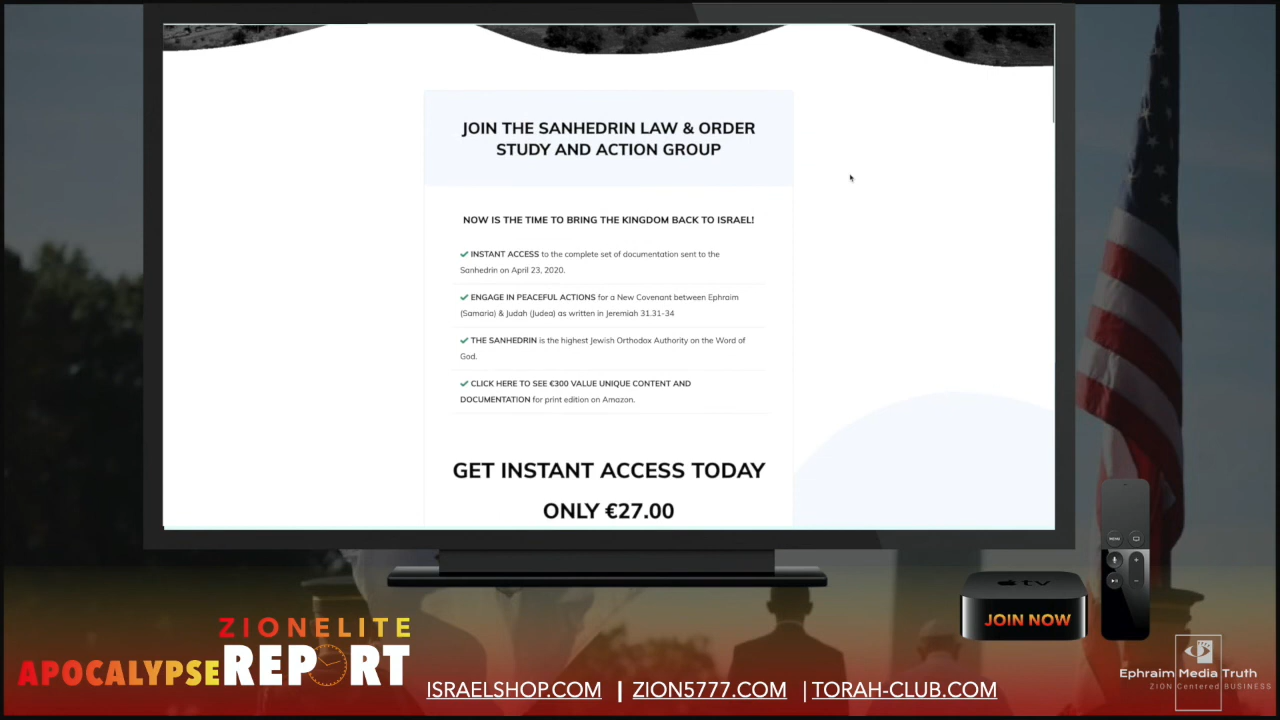 JOIN THE SANHEDRIN LAW & ORDER
STUDY AND ACTION GROUP
NOW IS THE TIME TO BRING THE KINGDOM BACK TO ISRAEL!
✔ INSTANT ACCESS to the complete set of documentation sent to the
Sanhedrin on April 23, 2020.
✔ ENGAGE IN PEACEFUL ACTIONS for a New Covenant between Ephraim
(Samaria) & Judah (Judea) as written in Jeremiah 31.31-34
✔ THE SANHEDRIN is the highest Jewish Orthodox Authority on the Word of
God.
✔ CLICK HERE TO SEE €300 VALUE UNIQUE CONTENT AND
DOCUMENTATION for print edition on Amazon.
GET INSTANT ACCESS TODAY
ONLY €27.00
MENU
tv
JOIN NOW
ZIONELITE
APOCALYPSE REPORT
ISRAELSHOP.COM | ZION5777.COM | TORAH-CLUB.COM
Ephraim Media Truth
ZION Centered BUSINESS